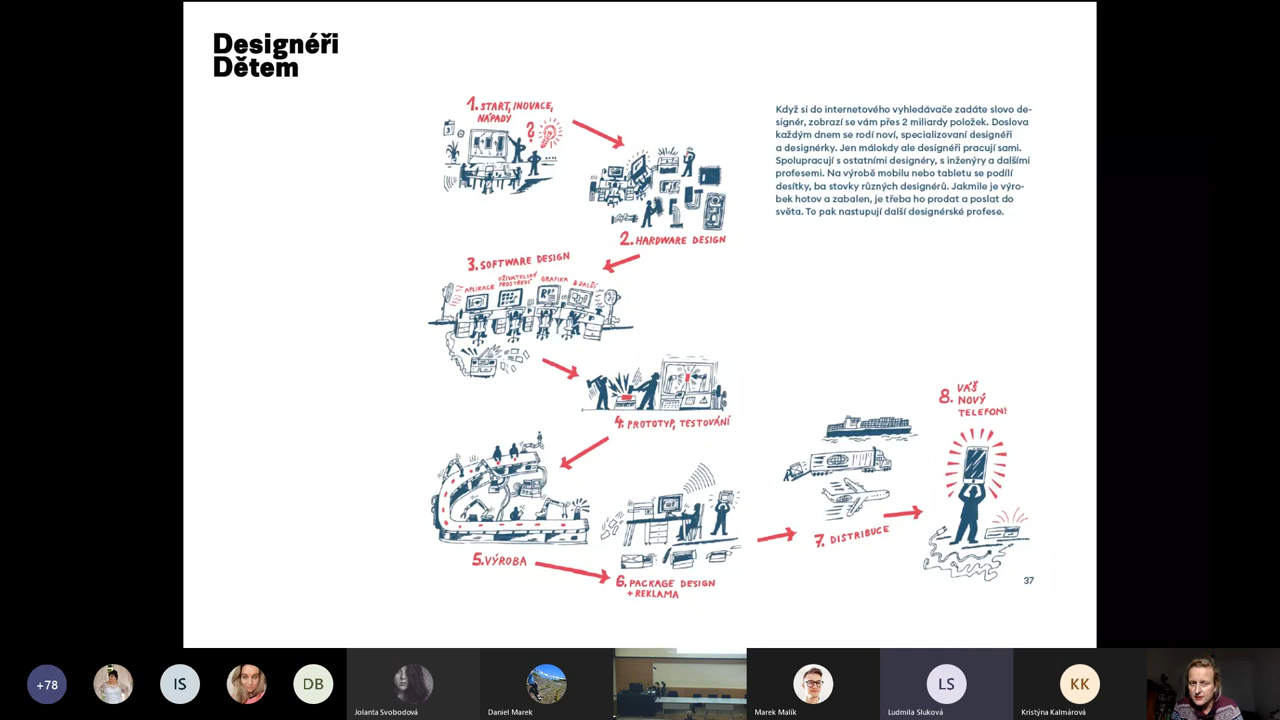 Designéři
Dětem
1. START, INOVACE,
NÁPADY
Když si do internetového vyhledávače zadáte slovo de-
signér, zobrazí se vám přes 2 miliardy položek. Doslova
každým dnem se rodí noví, specializovaní designéři
a designérky. Jen málokdy ale designéři pracují sami.
Spolupracují s ostatními designéry, s inženýry a dalšími
profesemi. Na výrobě mobilu nebo tabletu se podílí
desítky, ba stovky různých designérů. Jakmile je výro-
bek hotov a zabalen, je třeba ho prodat a poslat do
světa. To pak nastupují další designérské profese.
2. HARDWARE DESIGN
3. SOFTWARE DESIGN
APLIKACE
UŽIVATELSKÉ
PROSTŘEDÍ
GRAFIKA
& DALŠÍ
4. PROTOTYP, TESTOVÁNÍ
5. VÝROBA
6. PACKAGE DESIGN
+ REKLAMA
7. DISTRIBUCE
8. VÁŠ
NOVÝ
TELEFON!
37
+78
IS
DB
LS
KK
Jolanta Svobodová
Daniel Marek
Marek Malík
Ludmila Sluková
Kristýna Kalmárová